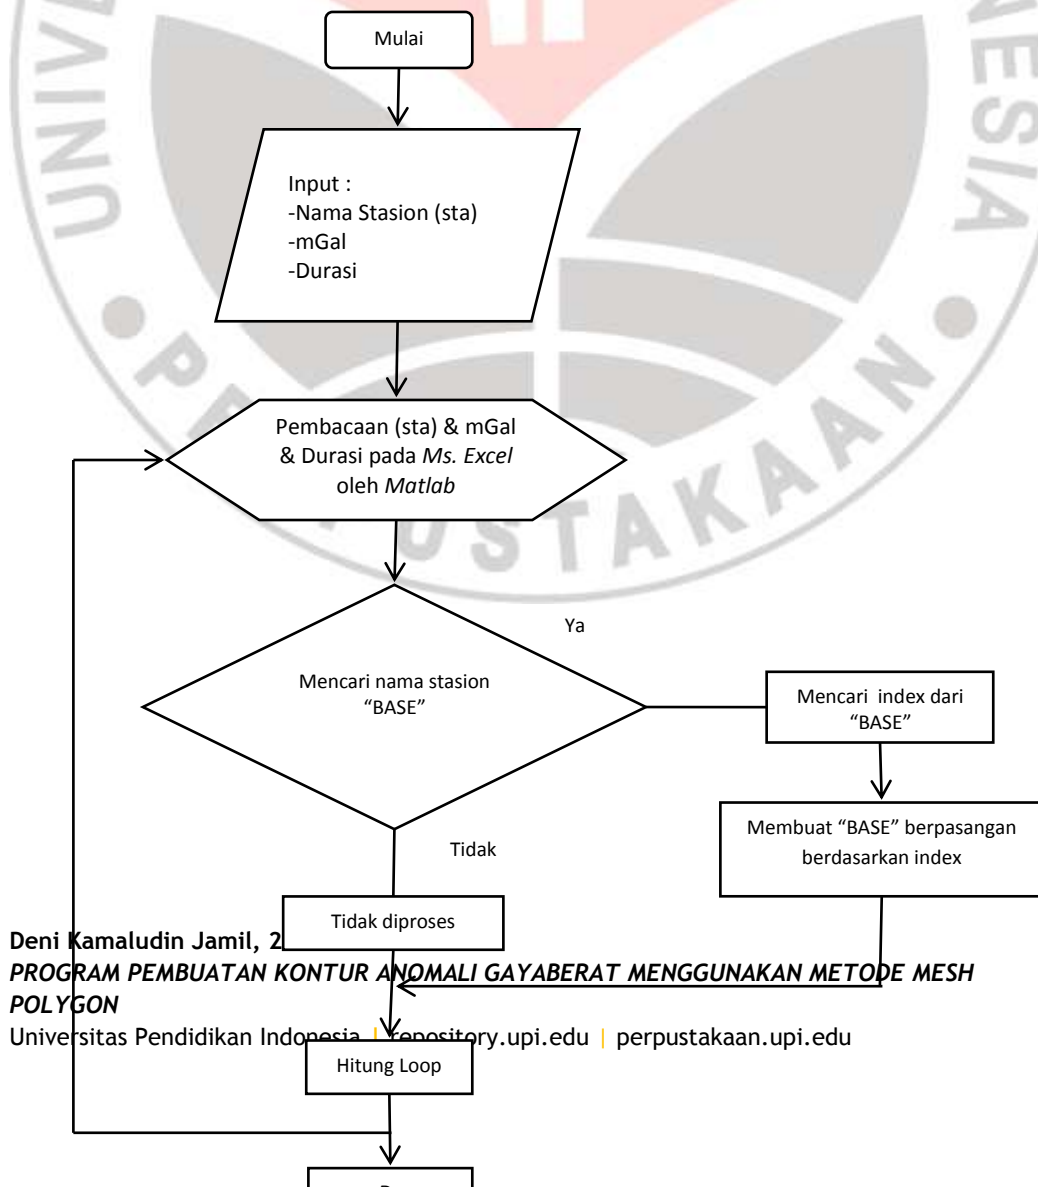 Mulai
Input :
-Nama Stasion (sta)
-mGal
-Durasi
Pembacaan (sta) & mGal
& Durasi pada Ms. Excel
oleh Matlab
Ya
Mencari nama stasion
“BASE”
Mencari index dari
“BASE”
Membuat “BASE” berpasangan
berdasarkan index
Tidak
Tidak diproses
Deni Kamaludin Jamil, 2
PROGRAM PEMBUATAN KONTUR ANOMALI GAYABERAT MENGGUNAKAN METODE MESH
POLYGON
Universitas Pendidikan Indonesia | repository.upi.edu | perpustakaan.upi.edu
Hitung Loop